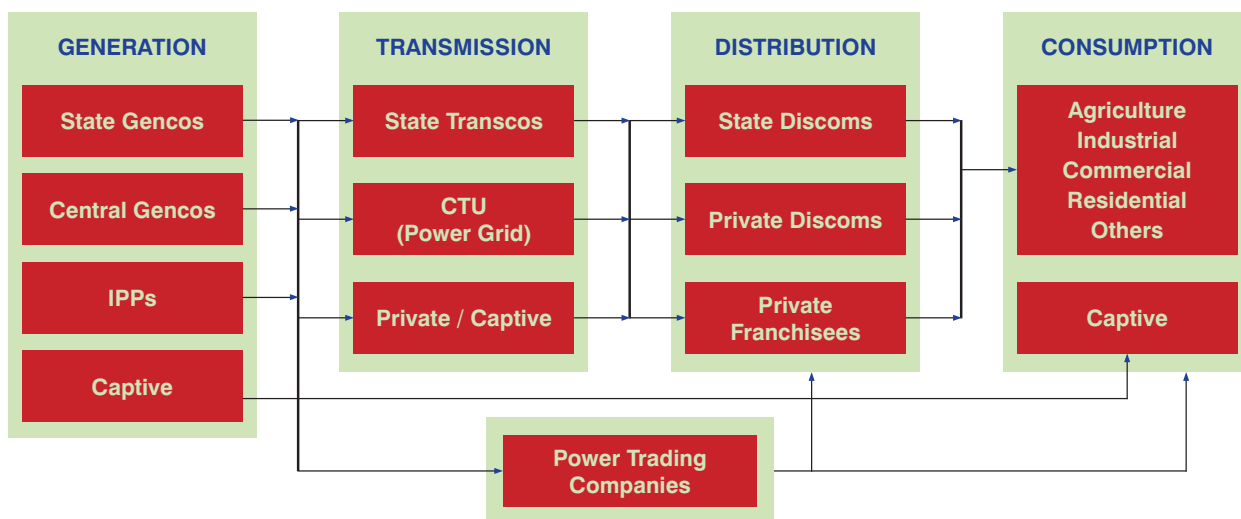 GENERATION
State Gencos
Central Gencos
IPPs
Captive
TRANSMISSION
State Transcos
CTU
(Power Grid)
Private / Captive
DISTRIBUTION
State Discoms
Private Discoms
Private
Franchisees
CONSUMPTION
Agriculture
Industrial
Commercial
Residential
Others
Captive
Power Trading
Companies